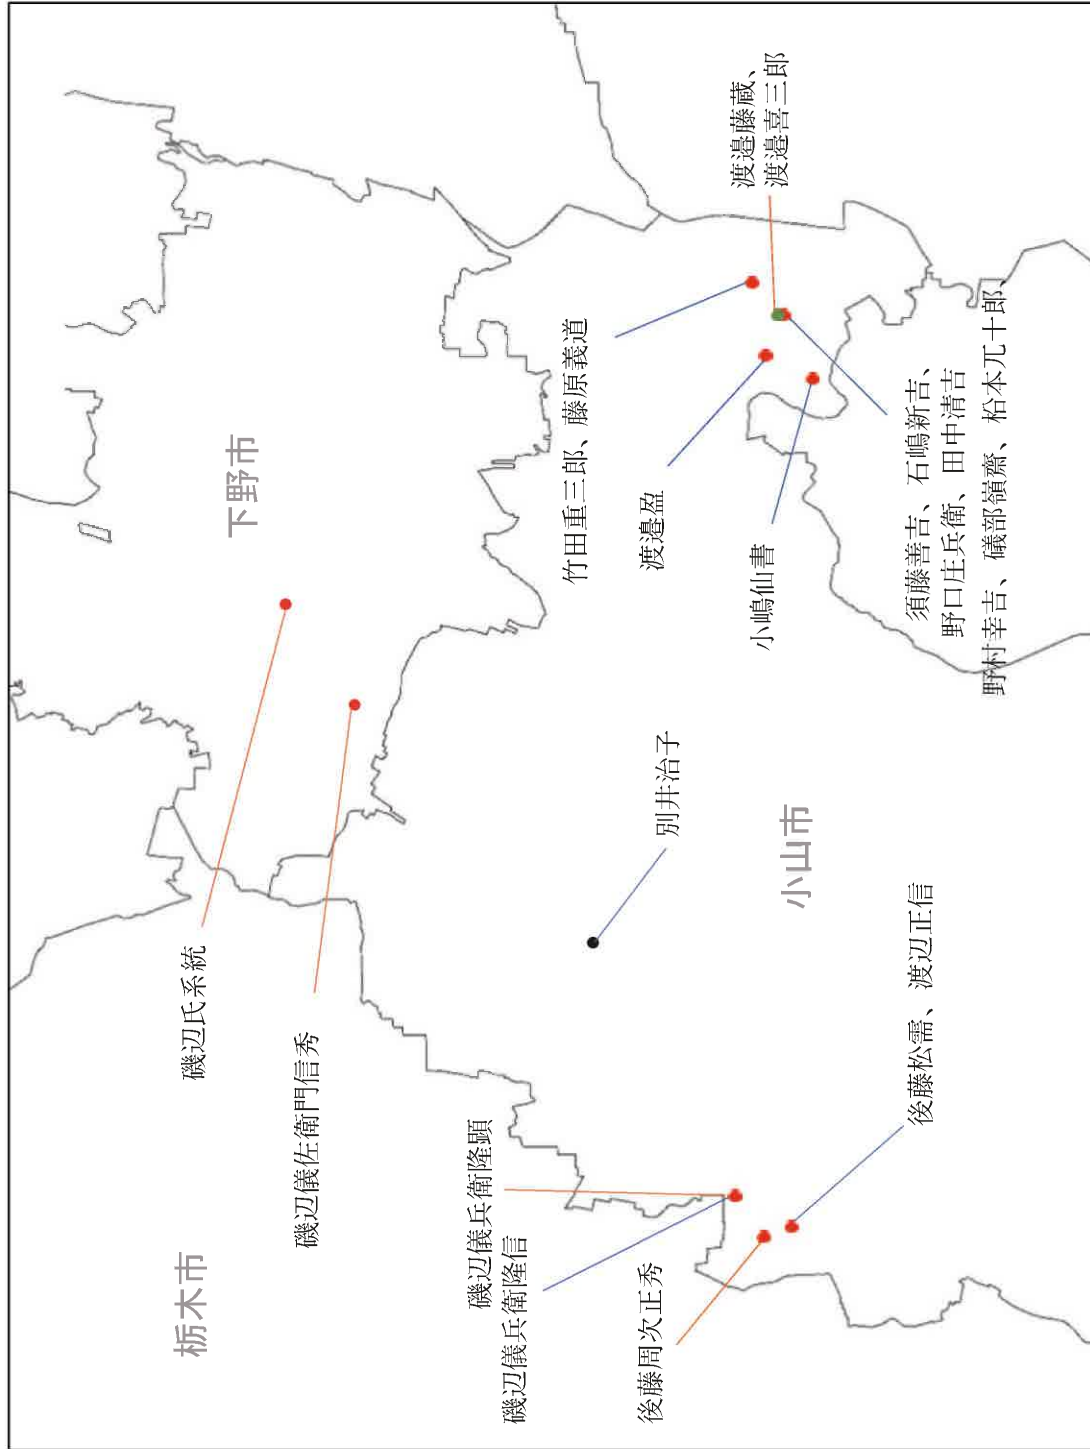 栃木市
下野市
小山市
磯辺氏系統
磯辺儀佐衛門信秀
磯辺儀兵衛隆顕
磯辺儀兵衛隆信
後藤周次正秀
後藤松需、渡辺正信
別井治子
竹田重三郎、藤原義道
渡邉盈
小嶋仙書
渡邉藤蔵、
渡邉喜三郎
須藤善吉、石嶋新吉、
野口庄兵衛、田中清吉
野村幸吉、礒部嶺齋、松本兀十郎、